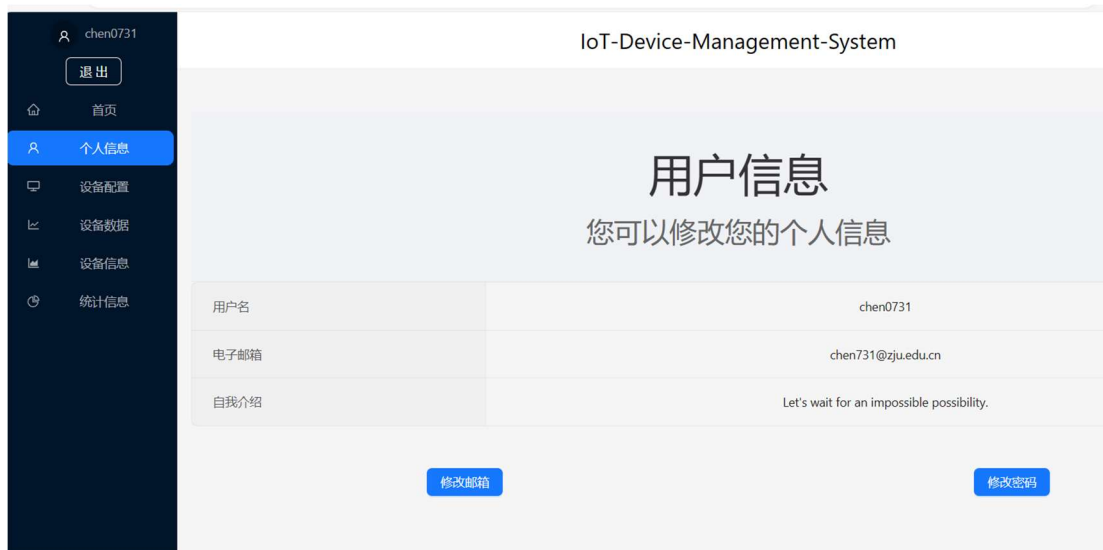 chen0731
退出
首页
个人信息
设备配置
设备数据
设备信息
统计信息
IoT-Device-Management-System
用户信息
您可以修改您的个人信息
用户名 chen0731
电子邮箱 chen731@zju.edu.cn
自我介绍 Let's wait for an impossible possibility.
修改邮箱 修改密码